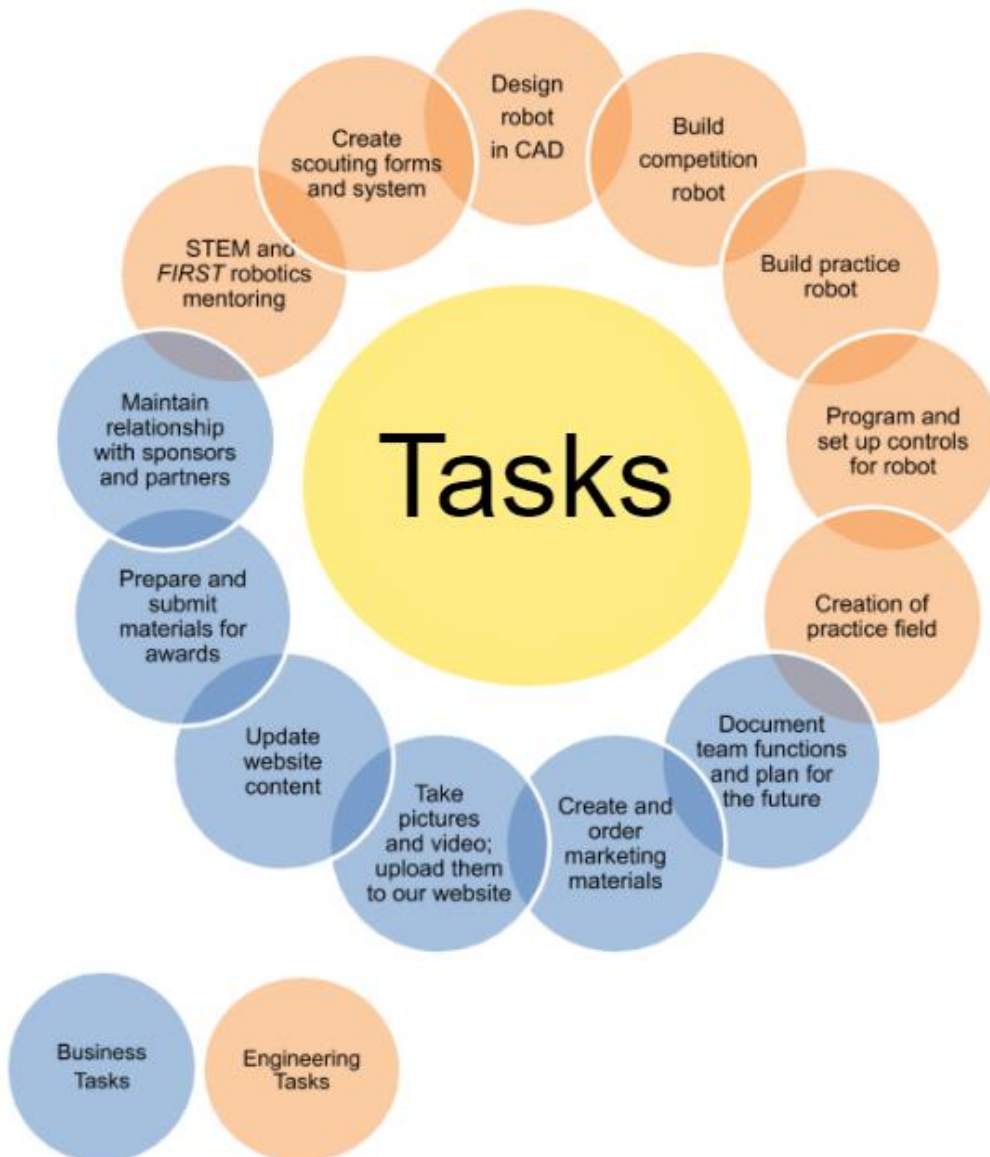 Design
robot
in CAD
Build
competition
robot
Build practice
robot
Program and
set up controls
for robot
Creation of
practice field
Document
team functions
and plan for
the future
Create and
order
marketing
materials
Take
pictures
and video;
upload them
to our website
Update
website
content
Prepare and
submit
materials for
awards
Maintain
relationship
with sponsors
and partners
STEM and
FIRST robotics
mentoring
Create
scouting forms
and system
Tasks
Business
Tasks
Engineering
Tasks